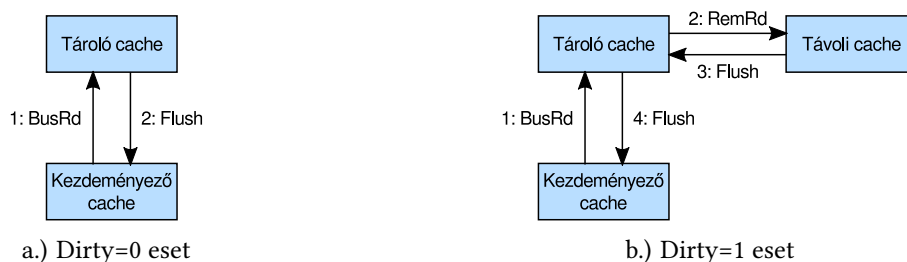 Tároló cache
1: BusRd
2: Flush
Kezdeményező
cache
a.) Dirty=0 eset
Tároló cache
2: RemRd
3: Flush
Távoli cache
1: BusRd
4: Flush
Kezdeményező
cache
b.) Dirty=1 eset